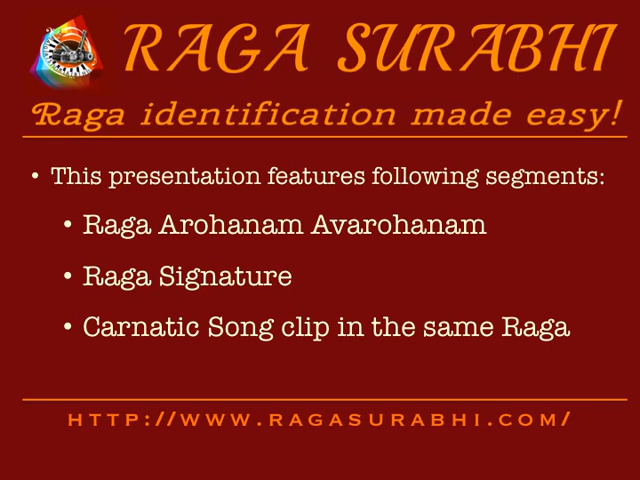 RAGA SURABHI
Raga identification made easy!
• This presentation features following segments:
• Raga Arohanam Avarohanam
• Raga Signature
• Carnatic Song clip in the same Raga
HTTP://WWW.RAGASURABHI.COM/